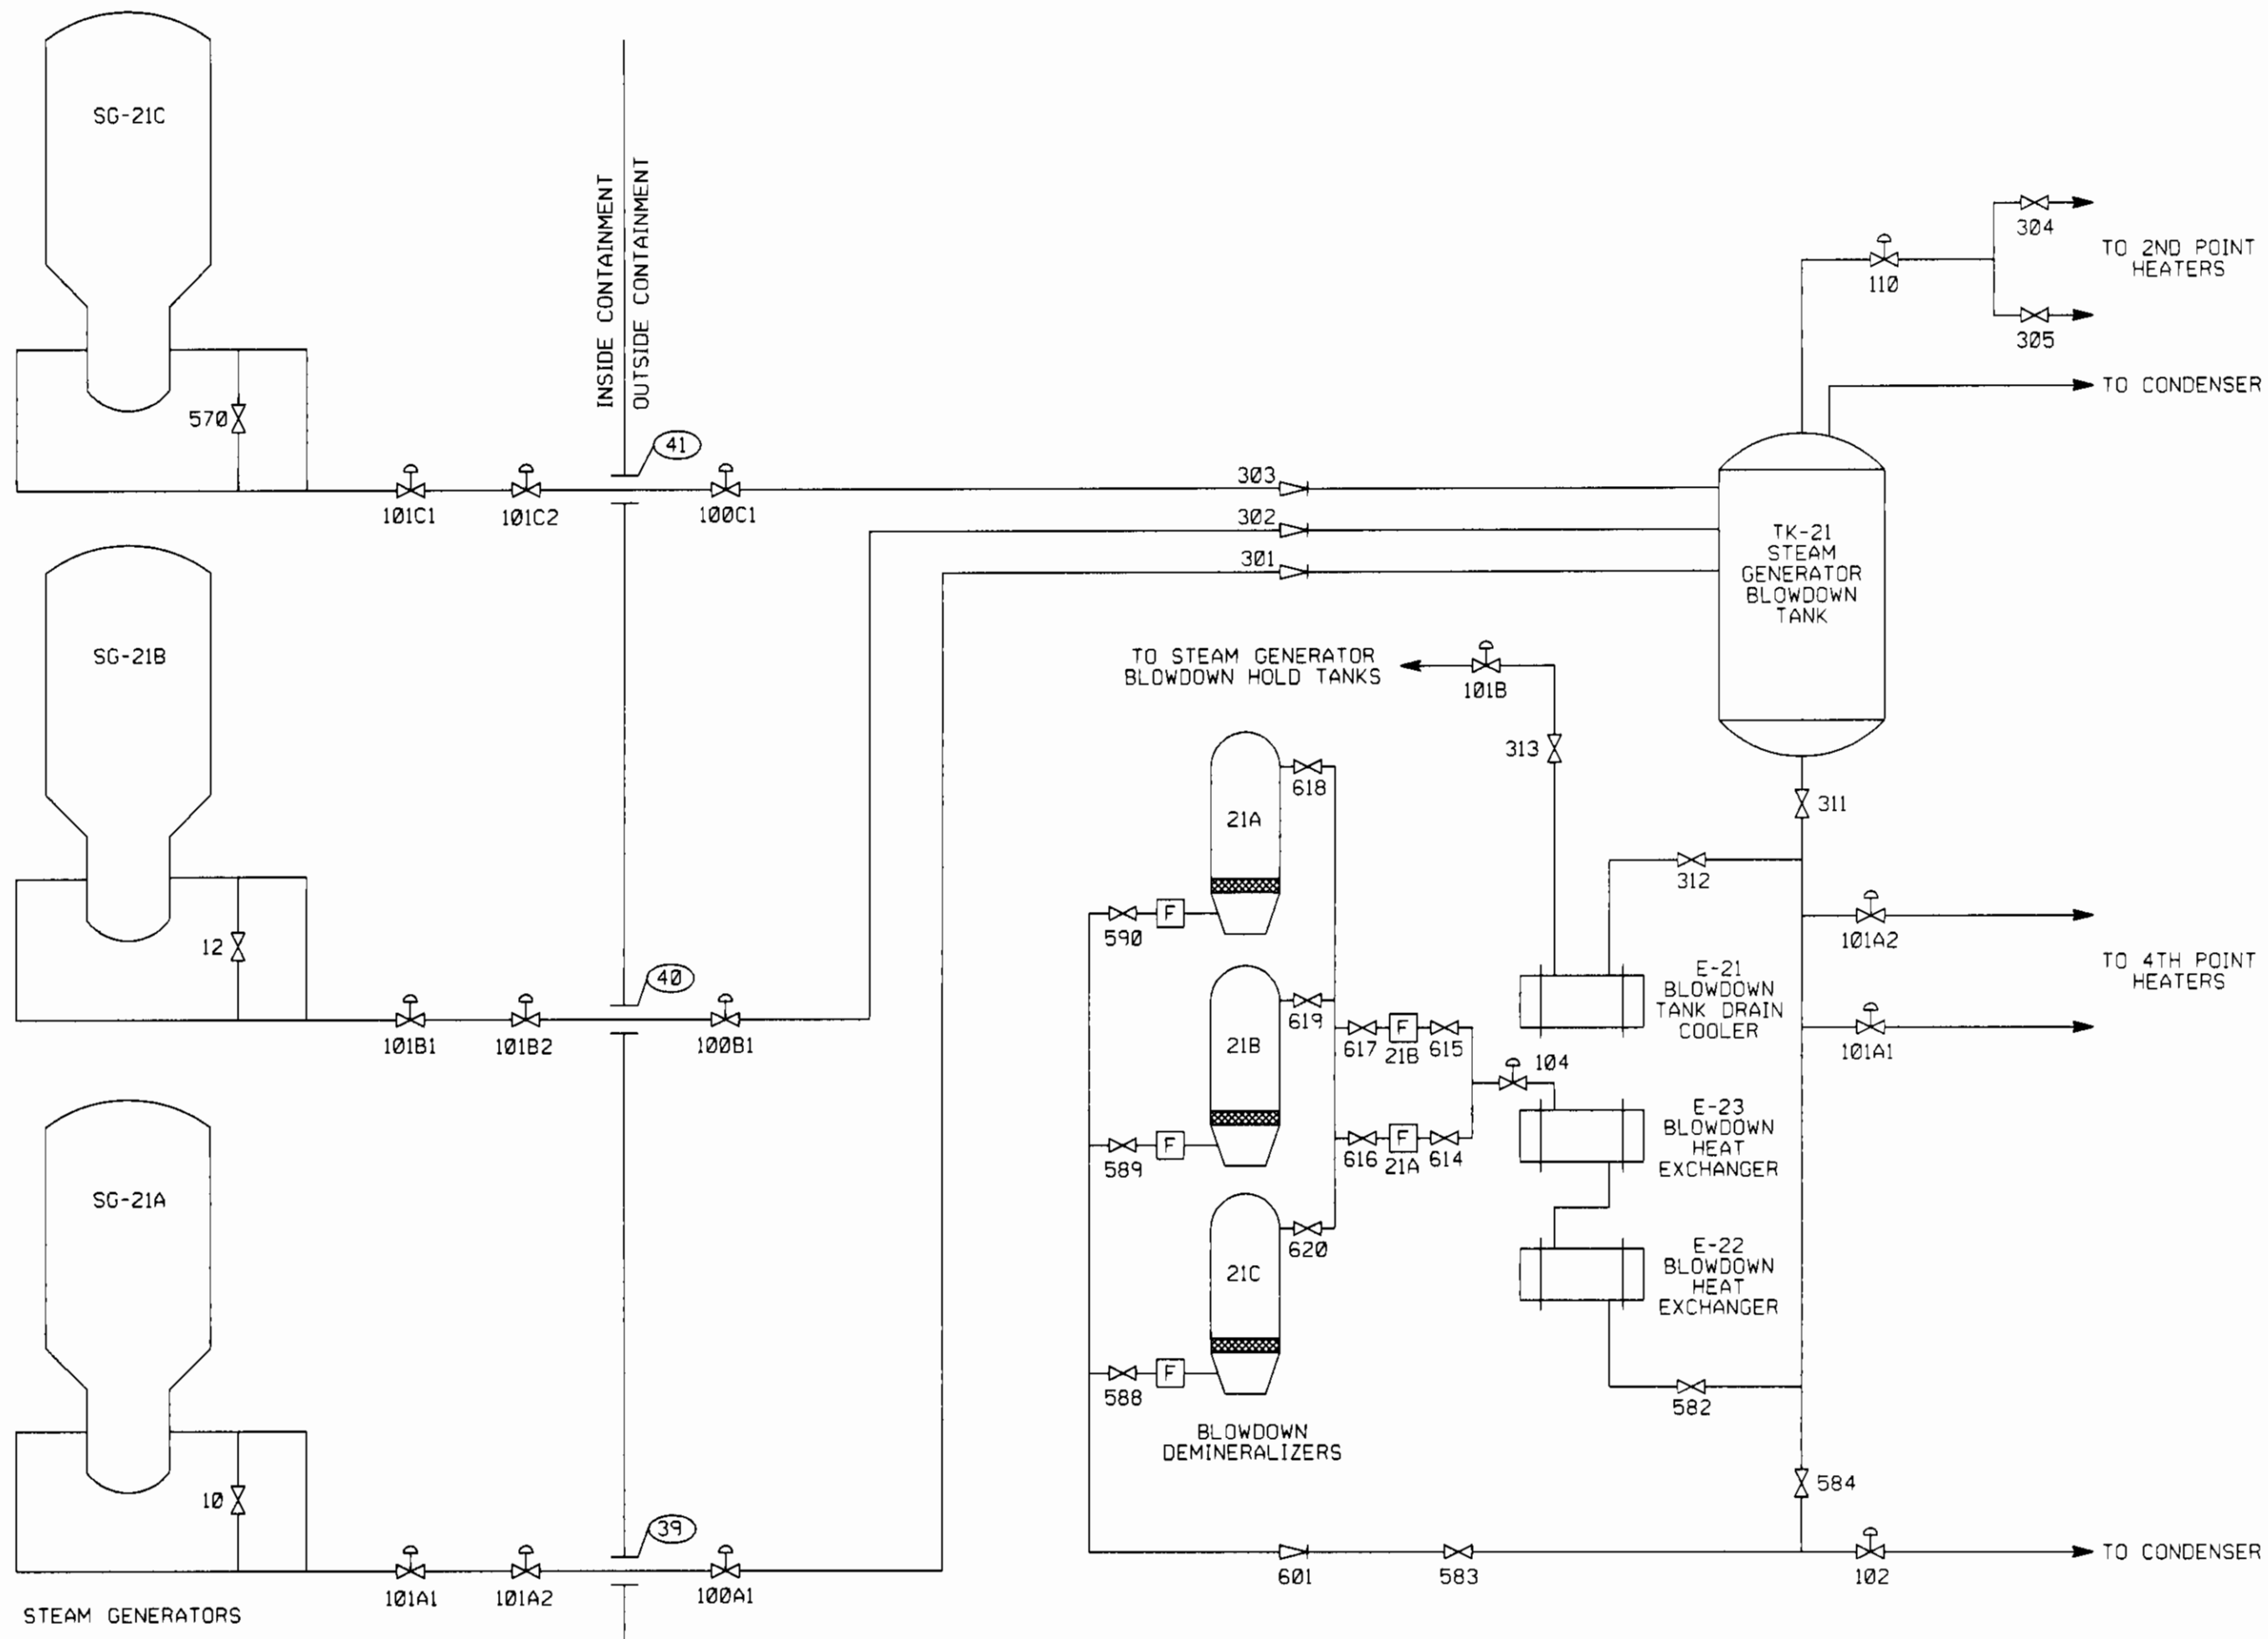 SG-21C
INSIDE CONTAINMENT
OUTSIDE CONTAINMENT
570
101C1
101C2
41
100C1
303
302
301
304
TO 2ND POINT
HEATERS
110
305
TO CONDENSER
TK-21
STEAM
GENERATOR
BLOWDOWN
TANK
SG-21B
12
101B1
101B2
40
100B1
TO STEAM GENERATOR
BLOWDOWN HOLD TANKS
101B
313
311
312
101A2
TO 4TH POINT
HEATERS
101A1
E-21
BLOWDOWN
TANK DRAIN
COOLER
21A
618
590
F
21B
619
589
F
617
F
21B
615
104
616
F
21A
614
E-23
BLOWDOWN
HEAT
EXCHANGER
E-22
BLOWDOWN
HEAT
EXCHANGER
21C
620
588
F
582
BLOWDOWN
DEMINERALIZERS
584
601
583
102
TO CONDENSER
SG-21A
10
101A1
101A2
39
100A1
STEAM GENERATORS